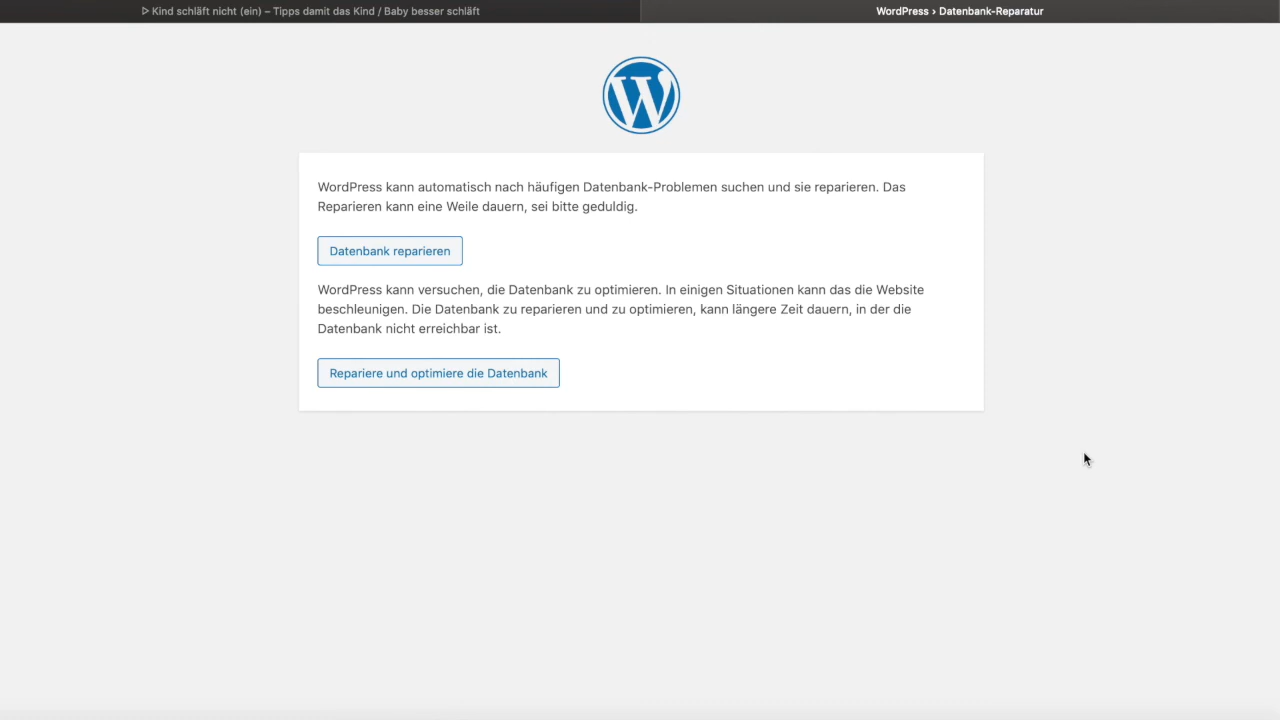 ᐅ Kind schläft nicht (ein) – Tipps damit das Kind / Baby besser schläft
WordPress › Datenbank-Reparatur
WordPress kann automatisch nach häufigen Datenbank-Problemen suchen und sie reparieren. Das
Reparieren kann eine Weile dauern, sei bitte geduldig.
Datenbank reparieren
WordPress kann versuchen, die Datenbank zu optimieren. In einigen Situationen kann das die Website
beschleunigen. Die Datenbank zu reparieren und zu optimieren, kann längere Zeit dauern, in der die
Datenbank nicht erreichbar ist.
Repariere und optimiere die Datenbank